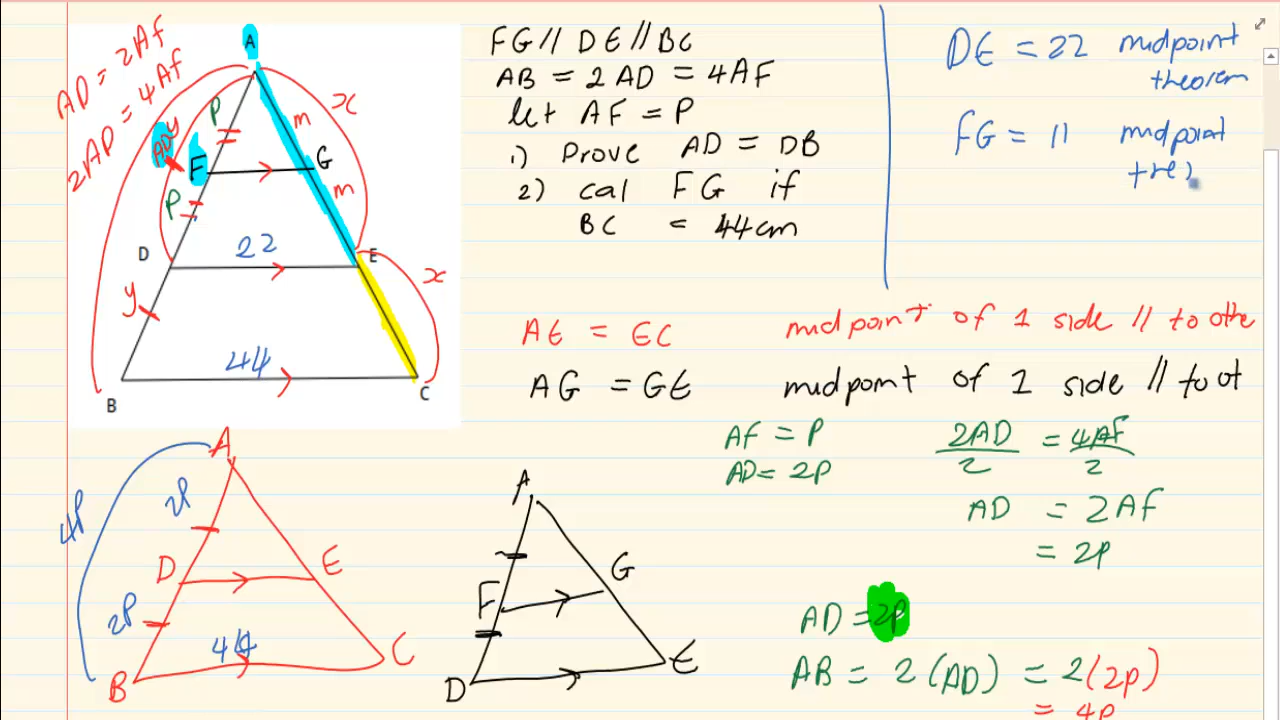 AD = 2Af
2AD = 4Af
A
P
x
m
ADY
F
G
m
P
D
22
E
x
y
44
B
C
FG // DE // BC
AB = 2AD = 4AF
let AF = P
1) Prove AD = DB
2) cal FG if
BC = 44cm
DE = 22 midpoint
theorem
FG = 11 midpoint
AE = EC midpoint of 1 side // to othe
AG = GE midpoint of 1 side // to ot
AF = P
AD = 2P
2AD/2 = 4AF/2
AD = 2AF
= 2P
AD = 2P
AB = 2(AD) = 2(2P)
= 4P
A
4P
2P
D
E
2P
44
B
C
A
F
G
D
E